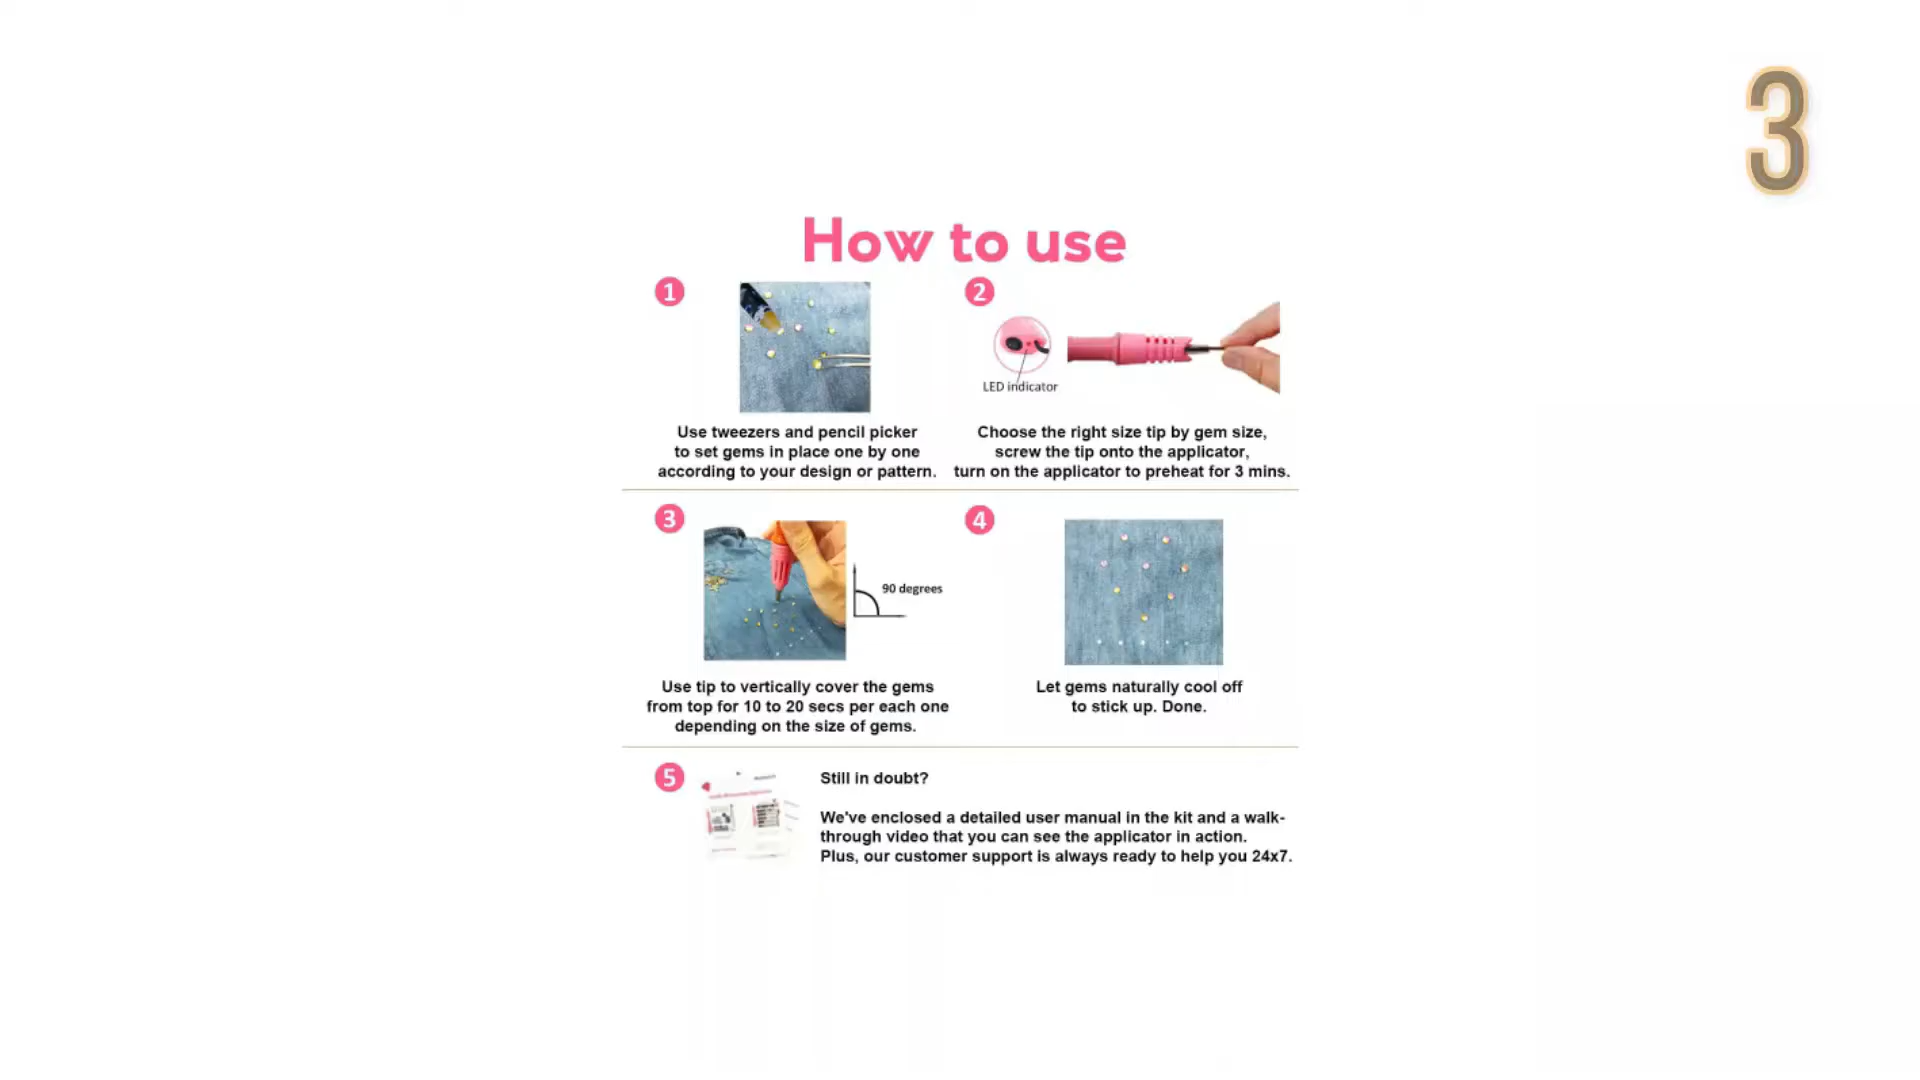 3
How to use
1
2
LED indicator
Use tweezers and pencil picker
to set gems in place one by one
according to your design or pattern.
Choose the right size tip by gem size,
screw the tip onto the applicator,
turn on the applicator to preheat for 3 mins.
3
90 degrees
4
Use tip to vertically cover the gems
from top for 10 to 20 secs per each one
depending on the size of gems.
Let gems naturally cool off
to stick up. Done.
5
Still in doubt?
We've enclosed a detailed user manual in the kit and a walk-
through video that you can see the applicator in action.
Plus, our customer support is always ready to help you 24x7.